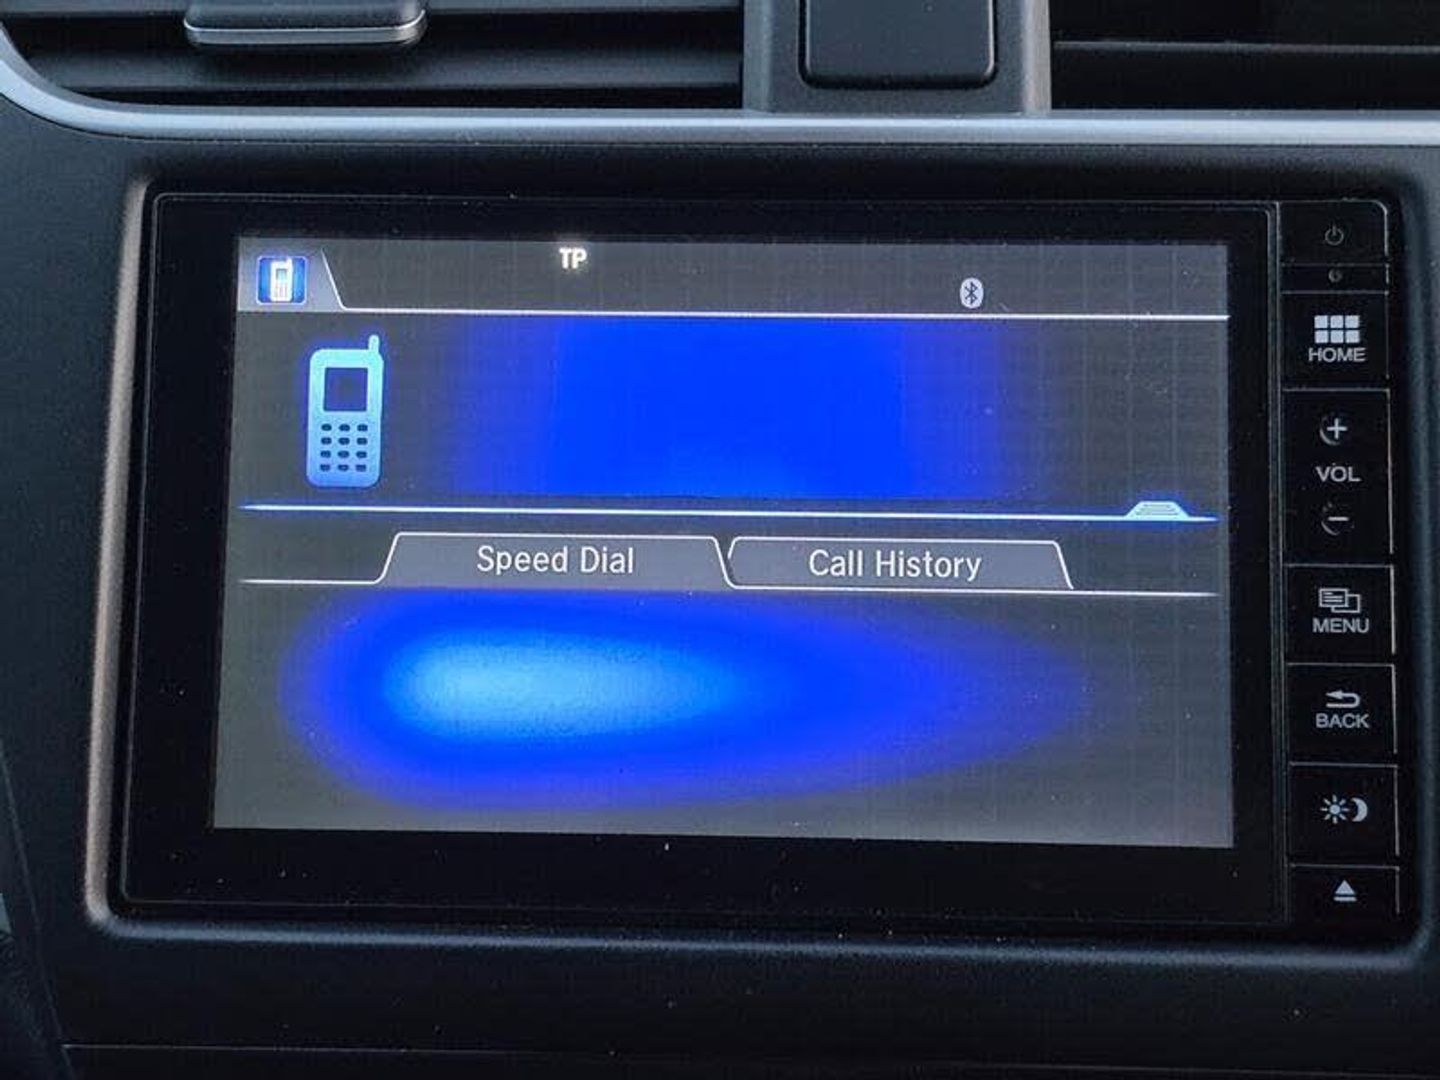 TP
HOME
VOL
Speed Dial
Call History
MENU
BACK